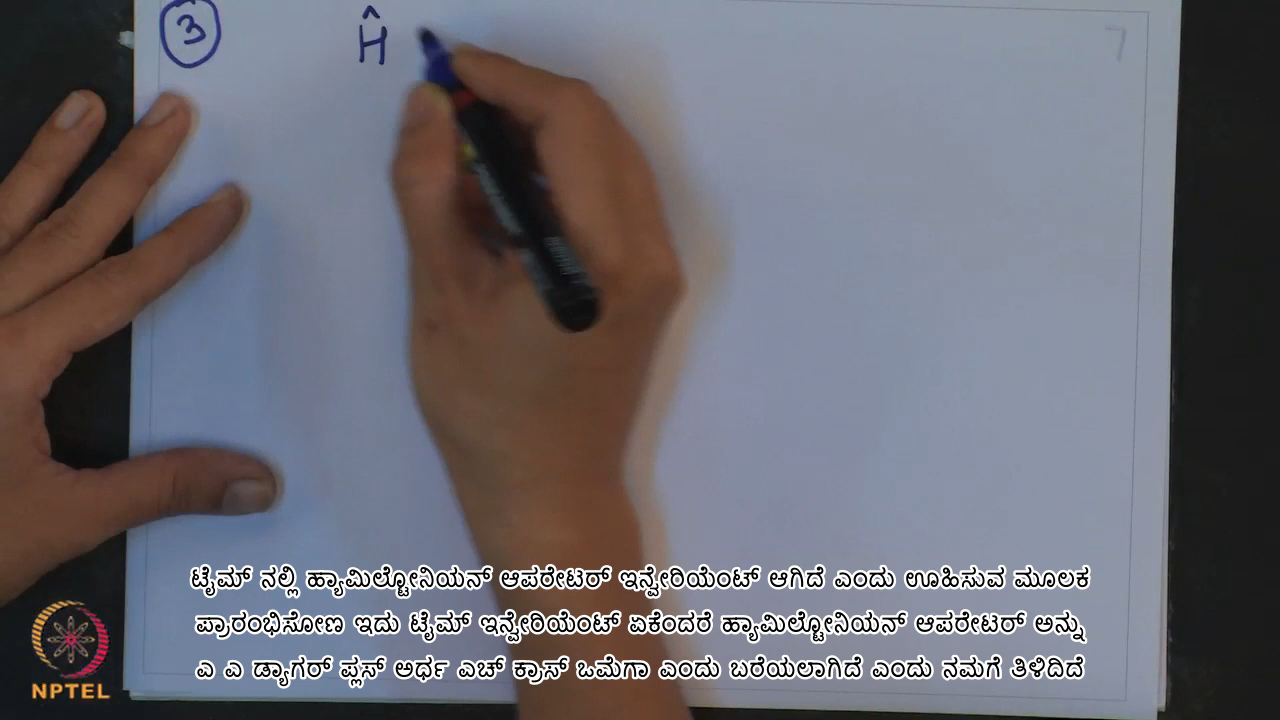 3
Ĥ
7
ಟೈಮ್ ನಲ್ಲಿ ಹ್ಯಾಮಿಲ್ಟೋನಿಯನ್ ಆಪರೇಟರ್ ಇನ್ವೇರಿಯೆಂಟ್ ಆಗಿದೆ ಎಂದು ಊಹಿಸುವ ಮೂಲಕ
ಪ್ರಾರಂಭಿಸೋಣ ಇದು ಟೈಮ್ ಇನ್ವೇರಿಯೆಂಟ್ ಏಕೆಂದರೆ ಹ್ಯಾಮಿಲ್ಟೋನಿಯನ್ ಆಪರೇಟರ್ ಅನ್ನು
ಎ ಎ ಡ್ಯಾಗರ್ ಪ್ಲಸ್ ಅರ್ಧ ಎಚ್ ಕ್ರಾಸ್ ಒಮೆಗಾ ಎಂದು ಬರೆಯಲಾಗಿದೆ ಎಂದು ನಮಗೆ ತಿಳಿದಿದೆ
NPTEL